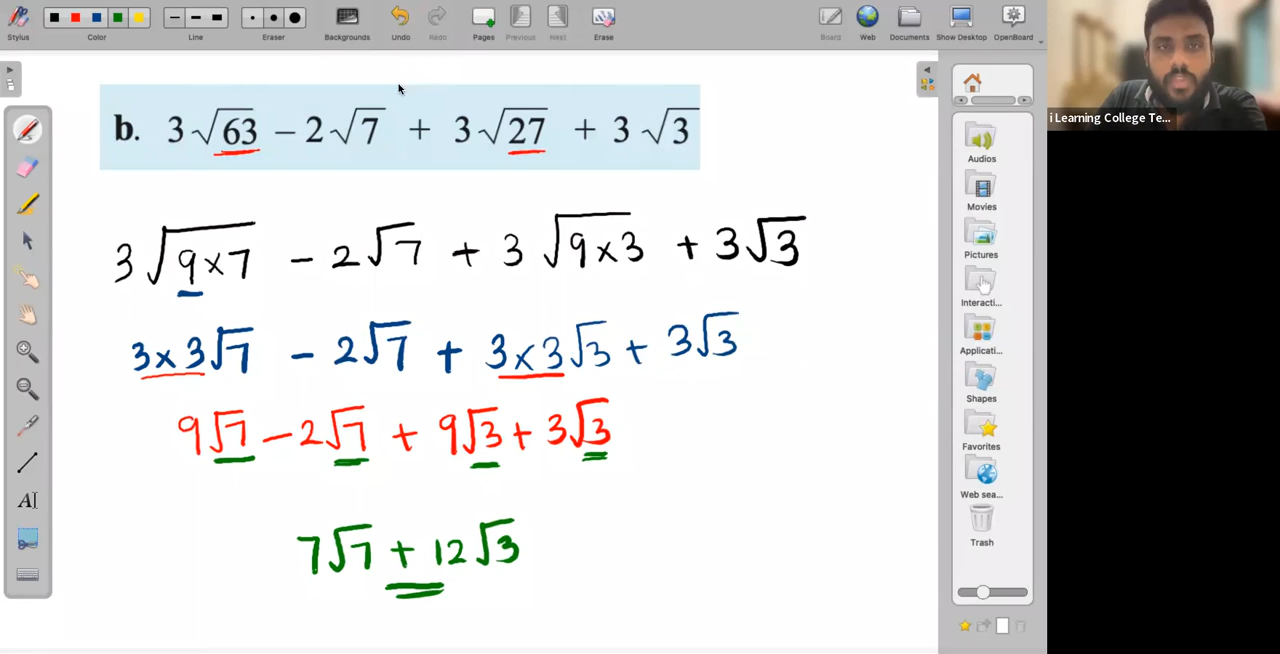 Stylus Color Line Eraser Backgrounds Undo Redo Pages Previous Next Erase Board Web Documents Show Desktop OpenBoard
i Learning College Te...
b. 3√63 – 2√7 + 3√27 + 3√3
3√9×7 – 2√7 + 3√9×3 + 3√3
3×3√7 – 2√7 + 3×3√3 + 3√3
9√7 – 2√7 + 9√3 + 3√3
7√7 + 12√3
Audios
Movies
Pictures
Interacti...
Applicati...
Shapes
Favorites
Web sea...
Trash